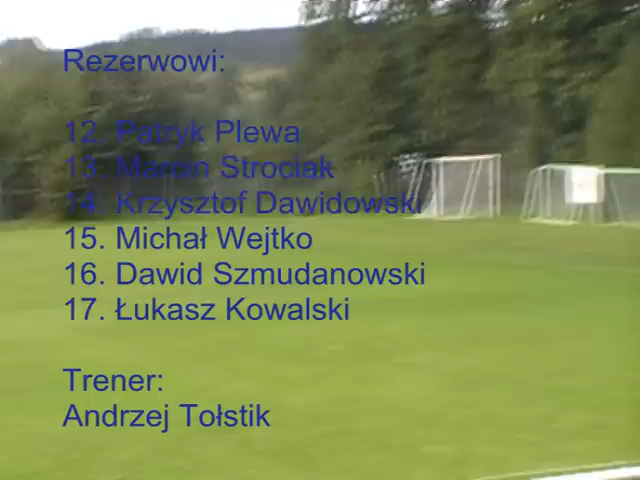 Rezerwowi:
12. Patryk Plewa
13. Marcin Strociak
14. Krzysztof Dawidowski
15. Michał Wejtko
16. Dawid Szmudanowski
17. Łukasz Kowalski
Trener:
Andrzej Tołstik